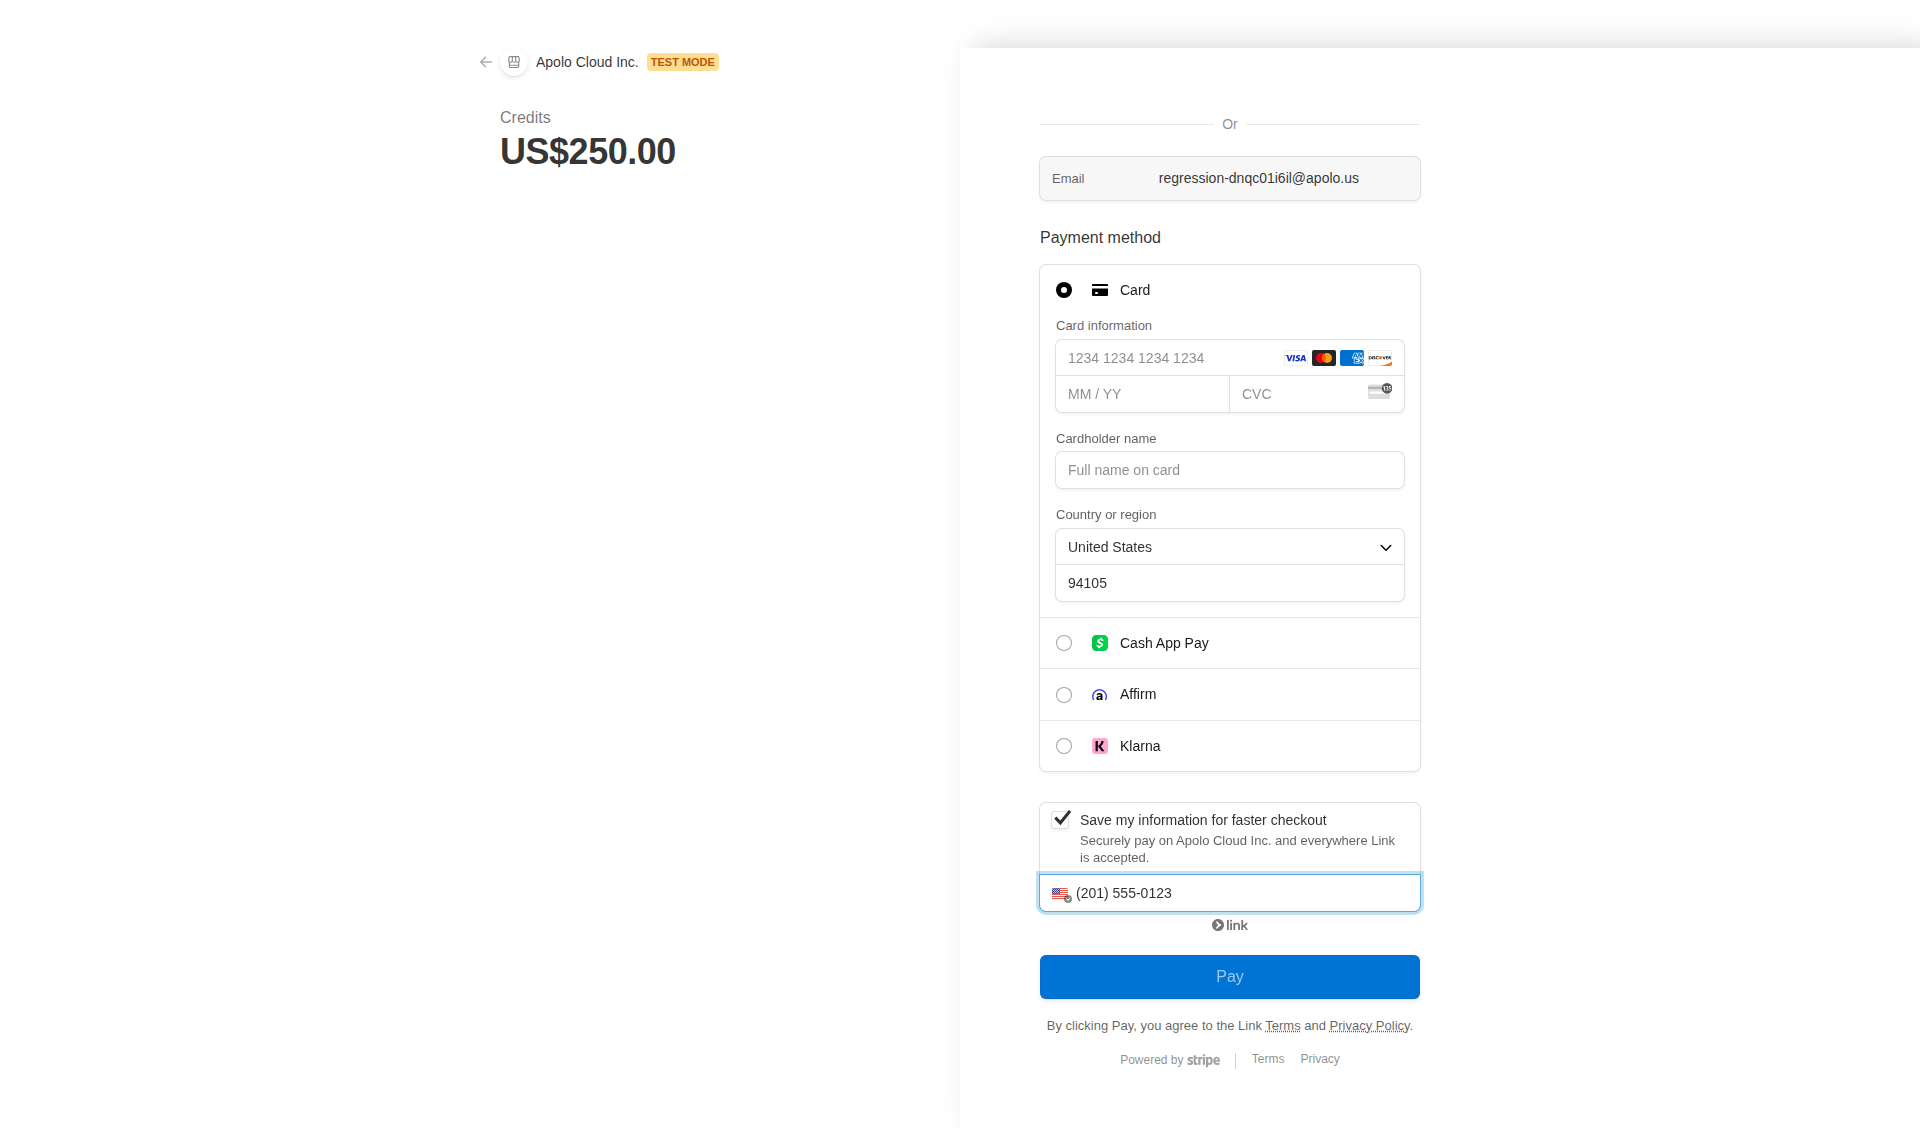 Apolo Cloud Inc. TEST MODE
Credits
US$250.00
Or
Email regression-dnqc01i6il@apolo.us
Payment method
Card
Card information
1234 1234 1234 1234 VISA AMEX DISCOVER
MM / YY CVC 135
Cardholder name
Full name on card
Country or region
United States
94105
$ Cash App Pay
a Affirm
K Klarna
Save my information for faster checkout
Securely pay on Apolo Cloud Inc. and everywhere Link
is accepted.
(201) 555-0123
link
Pay
By clicking Pay, you agree to the Link Terms and Privacy Policy.
Powered by stripe Terms Privacy